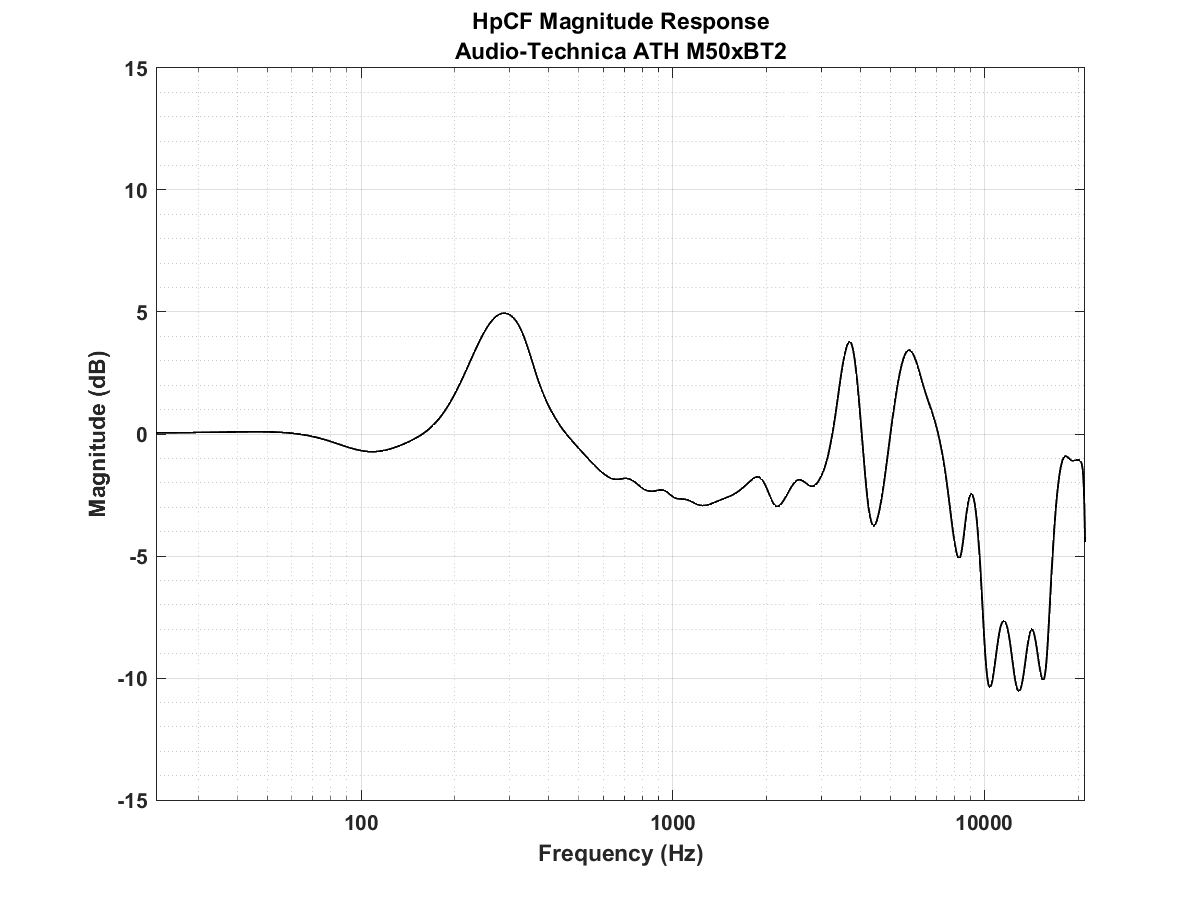 HpCF Magnitude Response
Audio-Technica ATH M50xBT2
15
10
5
0
-5
-10
-15
Magnitude (dB)
100
1000
10000
Frequency (Hz)